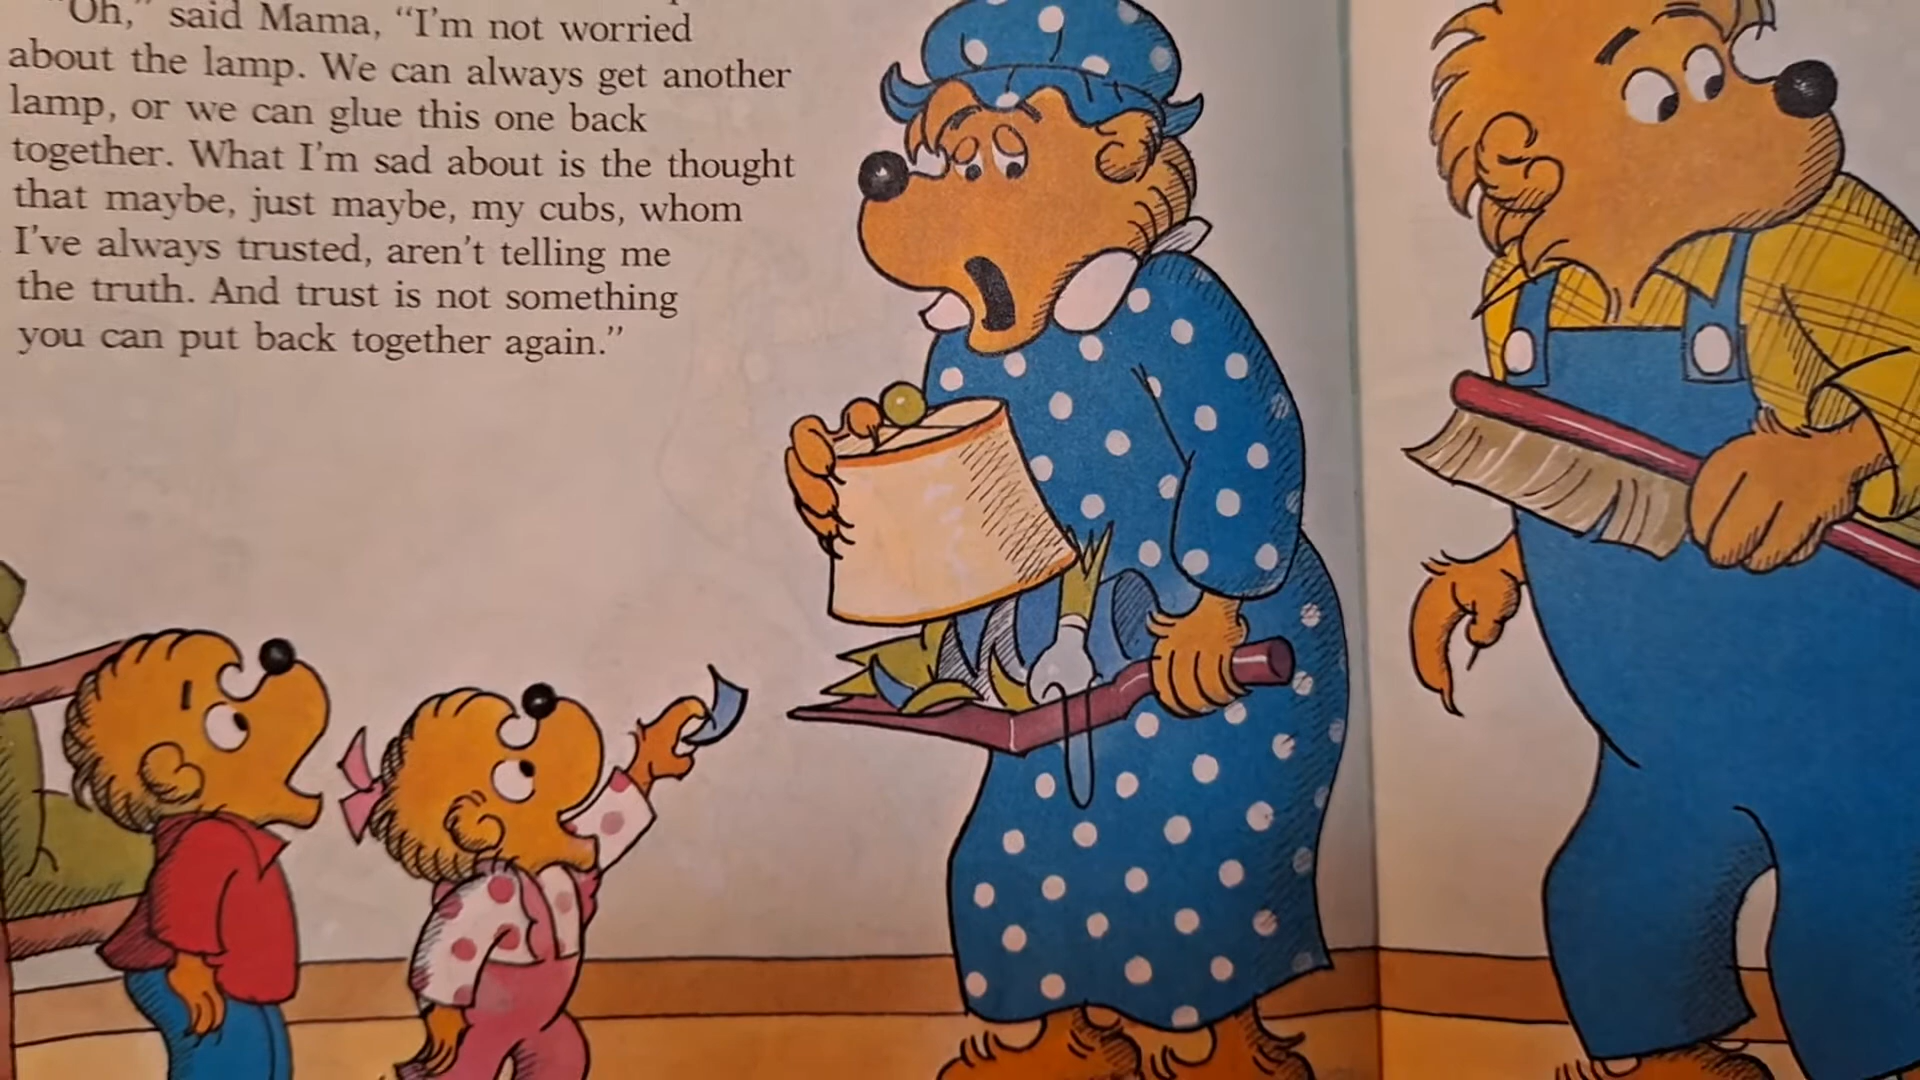 "Oh," said Mama, "I'm not worried
about the lamp. We can always get another
lamp, or we can glue this one back
together. What I'm sad about is the thought
that maybe, just maybe, my cubs, whom
I've always trusted, aren't telling me
the truth. And trust is not something
you can put back together again."